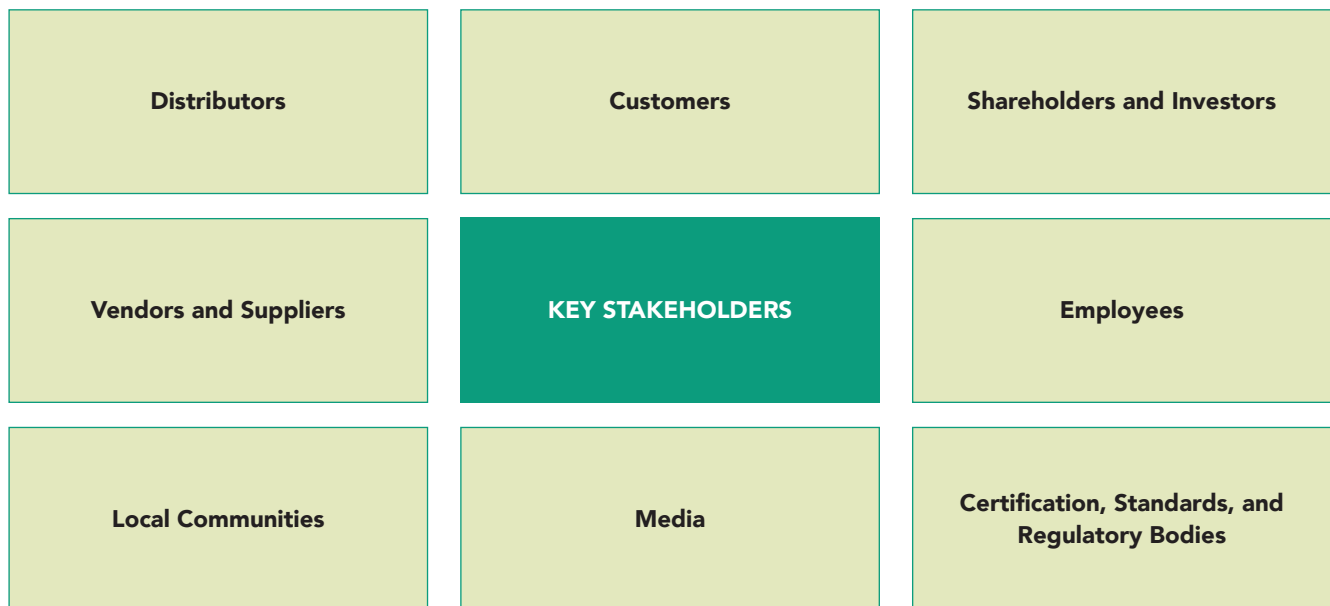 Distributors
Customers
Shareholders and Investors
Vendors and Suppliers
KEY STAKEHOLDERS
Employees
Local Communities
Media
Certification, Standards, and
Regulatory Bodies